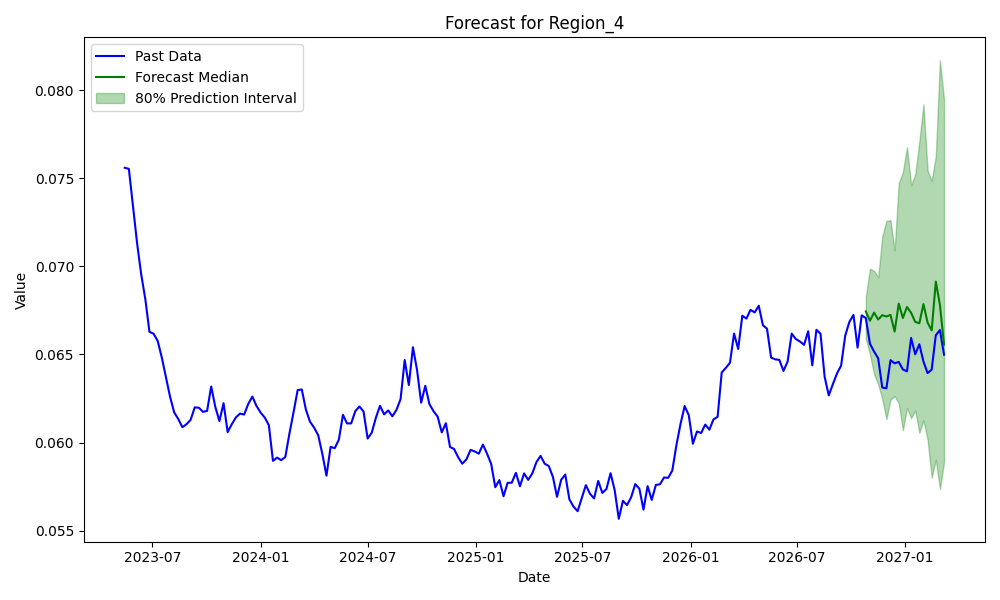 Forecast for Region_4
Past Data
Forecast Median
80% Prediction Interval
0.080
0.075
0.070
0.065
0.060
0.055
Value
2023-07
2024-01
2024-07
2025-01
2025-07
2026-01
2026-07
2027-01
Date